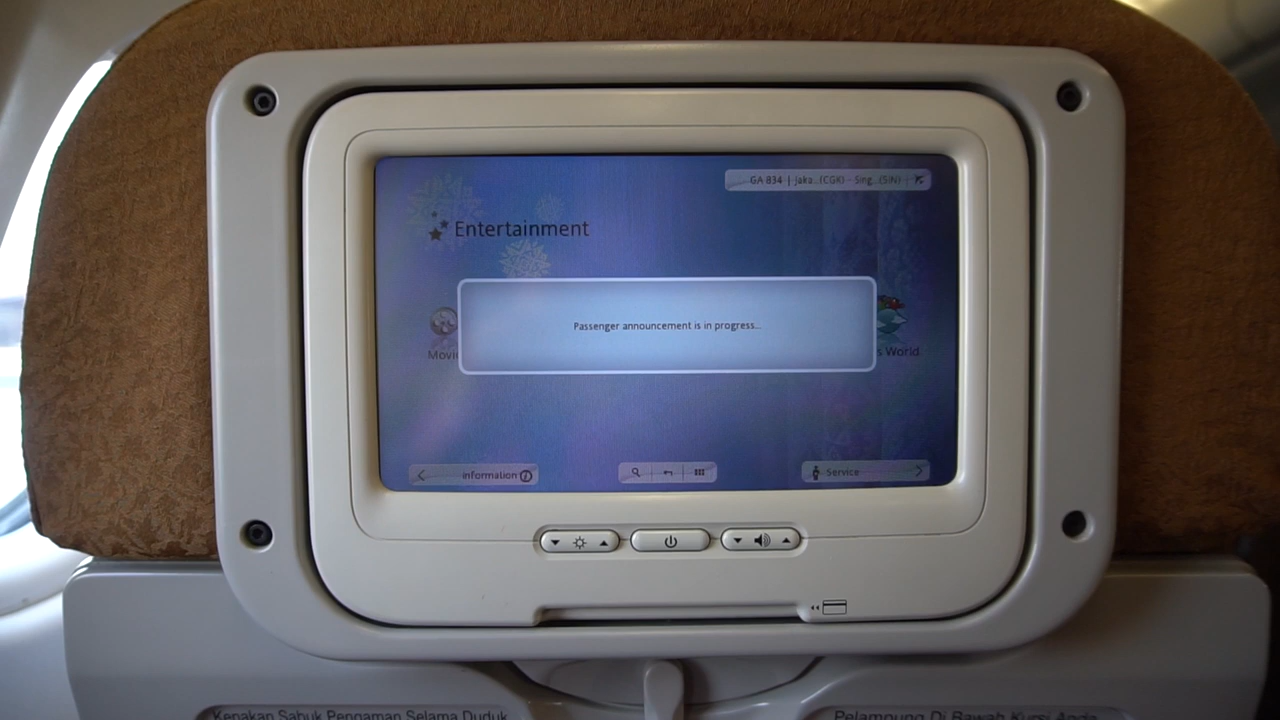 GA 834 | Jaka...(CGK) - Sing...(SIN)
Entertainment
Passenger announcement is in progress...
Movi
s World
information
Service
Kenakan Sabuk Pengaman Selama Duduk
Pelampung Di Bawah Kursi Anda